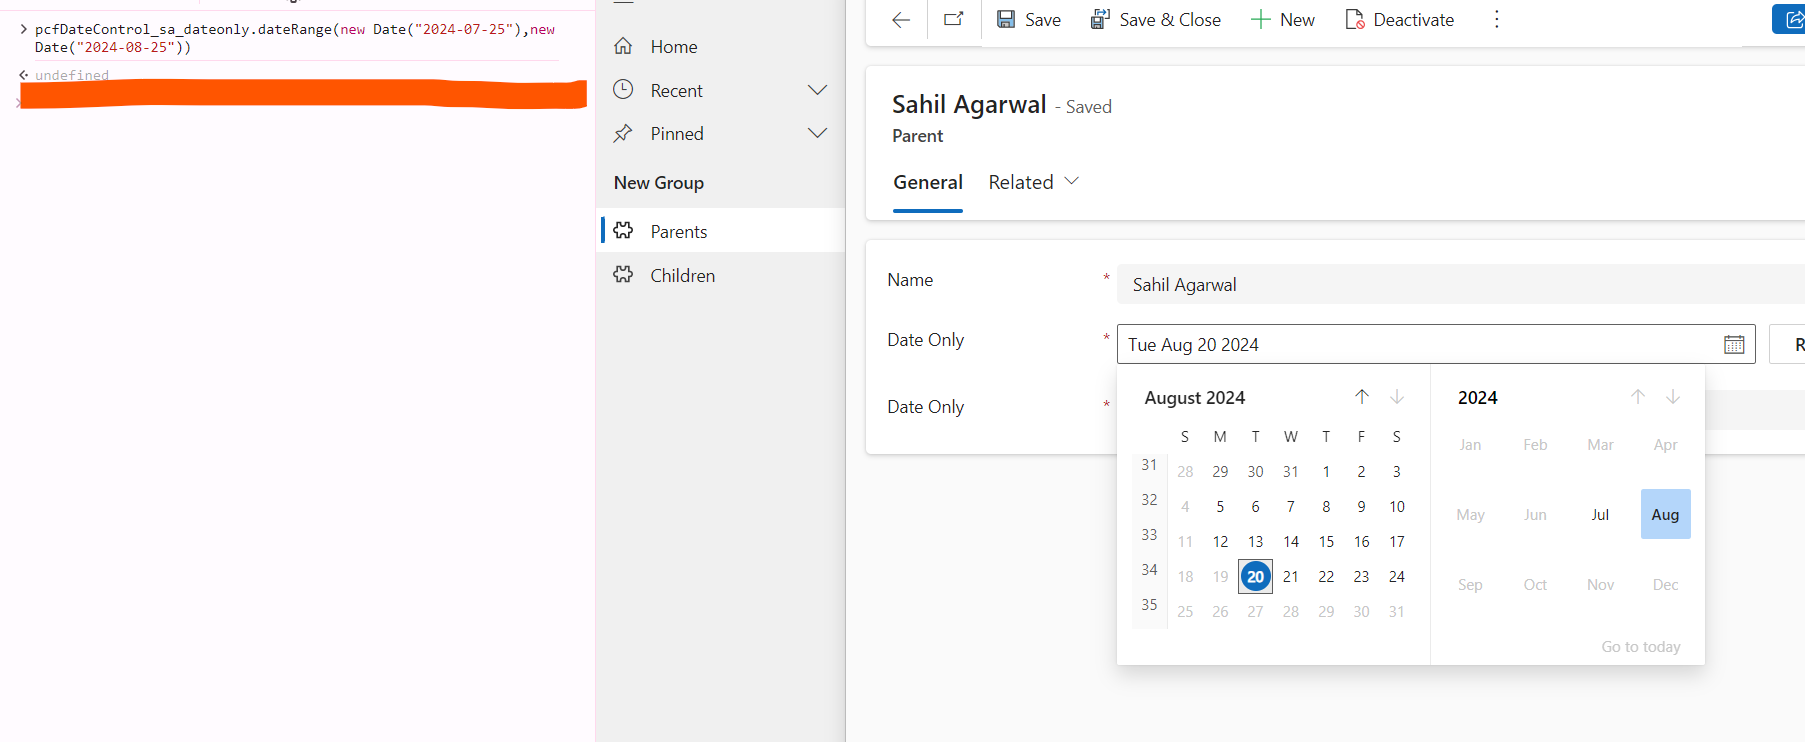 pcfDateControl_sa_dateonly.dateRange(new Date("2024-07-25"),new
Date("2024-08-25"))
undefined
Home
Recent
Pinned
New Group
Parents
Children
Save
Save & Close
New
Deactivate
Sahil Agarwal - Saved
Parent
General Related
Name * Sahil Agarwal
Date Only * Tue Aug 20 2024 R
Date Only *
August 2024
S M T W T F S
31 28 29 30 31 1 2 3
32 4 5 6 7 8 9 10
33 11 12 13 14 15 16 17
34 18 19 20 21 22 23 24
35 25 26 27 28 29 30 31
2024
Jan Feb Mar Apr
May Jun Jul Aug
Sep Oct Nov Dec
Go to today